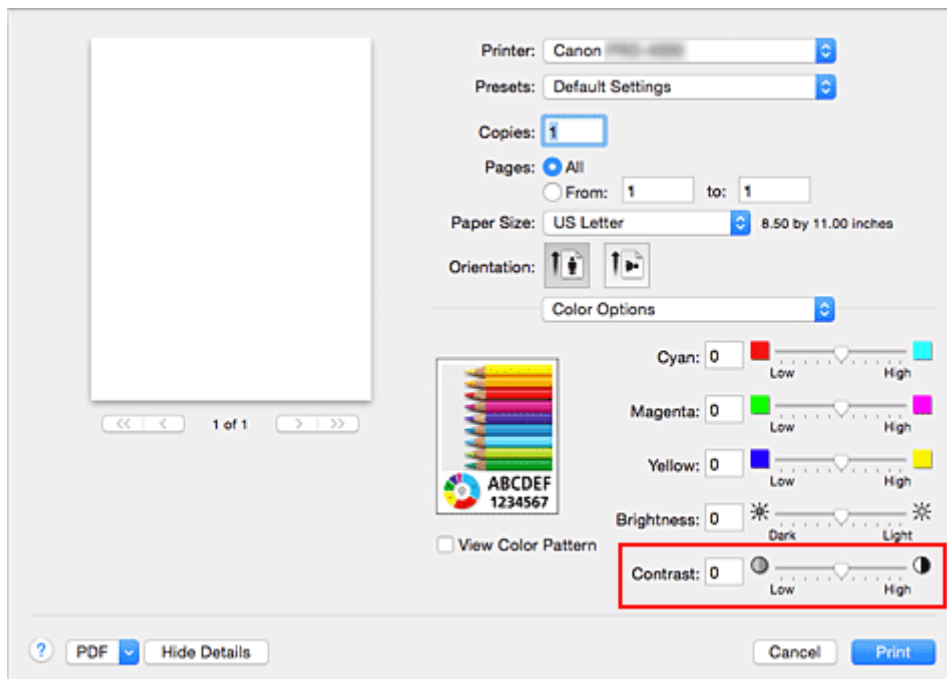 Printer: Canon
Presets: Default Settings
Copies: 1
Pages: All
From: 1 to: 1
Paper Size: US Letter 8.50 by 11.00 inches
Orientation:
Color Options
Cyan: 0
Low High
Magenta: 0
Low High
Yellow: 0
Low High
Brightness: 0
Dark Light
Contrast: 0
Low High
<< < 1 of 1 > >>
ABCDEF
1234567
View Color Pattern
? PDF Hide Details Cancel Print